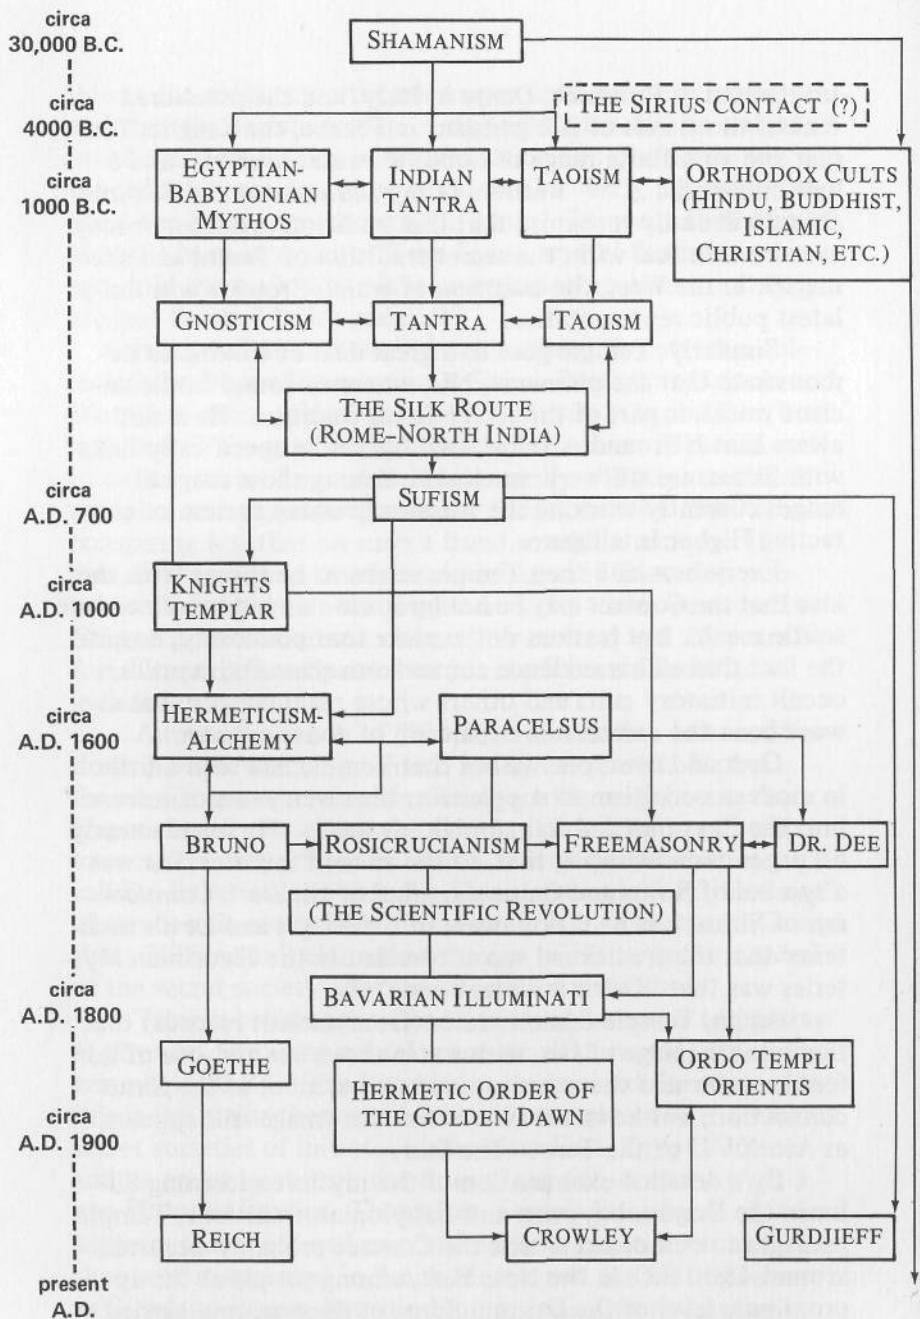 circa
30,000 B.C.
SHAMANISM
circa
4000 B.C.
THE SIRIUS CONTACT (?)
circa
1000 B.C.
EGYPTIAN-
BABYLONIAN
MYTHOS
INDIAN
TANTRA
TAOISM
ORTHODOX CULTS
(HINDU, BUDDHIST,
ISLAMIC,
CHRISTIAN, ETC.)
GNOSTICISM
TANTRA
TAOISM
THE SILK ROUTE
(ROME–NORTH INDIA)
circa
A.D. 700
SUFISM
circa
A.D. 1000
KNIGHTS
TEMPLAR
circa
A.D. 1600
HERMETICISM-
ALCHEMY
PARACELSUS
BRUNO
ROSICRUCIANISM
FREEMASONRY
DR. DEE
(THE SCIENTIFIC REVOLUTION)
circa
A.D. 1800
BAVARIAN ILLUMINATI
GOETHE
HERMETIC ORDER
OF THE GOLDEN DAWN
ORDO TEMPLI
ORIENTIS
circa
A.D. 1900
REICH
CROWLEY
GURDJIEFF
present
A.D.